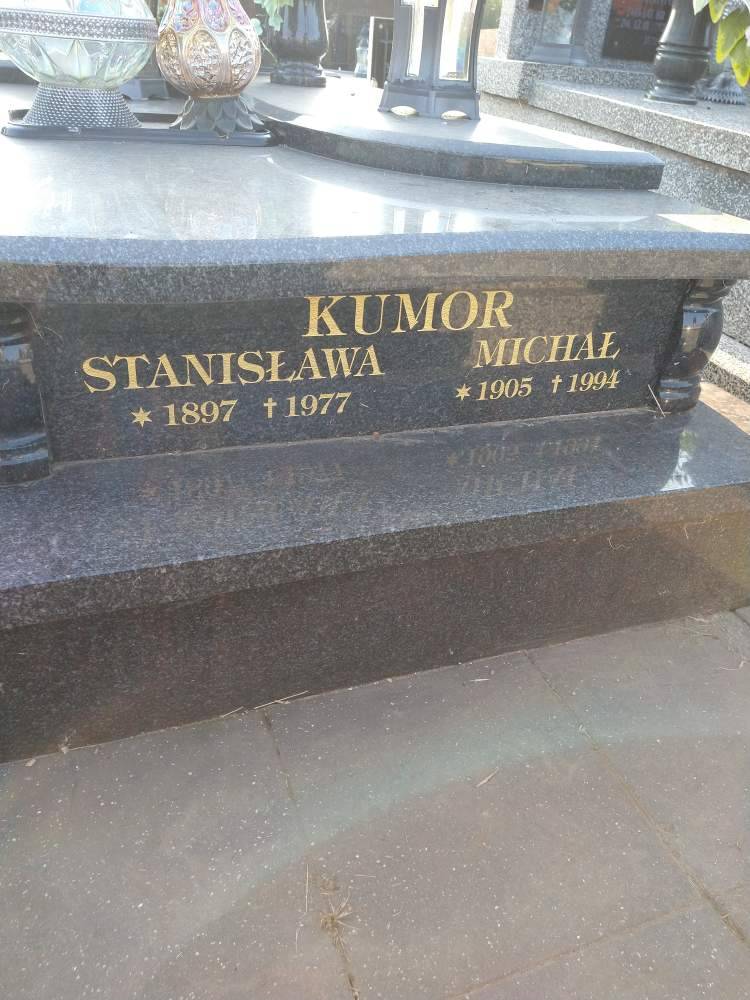 KUMOR
STANISŁAWA MICHAŁ
✶ 1897 † 1977 ✶ 1905 † 1994